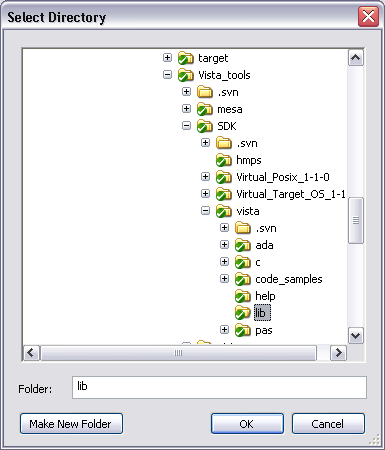 Select Directory
target
Vista_tools
.svn
mesa
SDK
.svn
hmps
Virtual_Posix_1-1-0
Virtual_Target_OS_1-1
vista
.svn
ada
c
code_samples
help
lib
pas
Folder: lib
Make New Folder OK Cancel